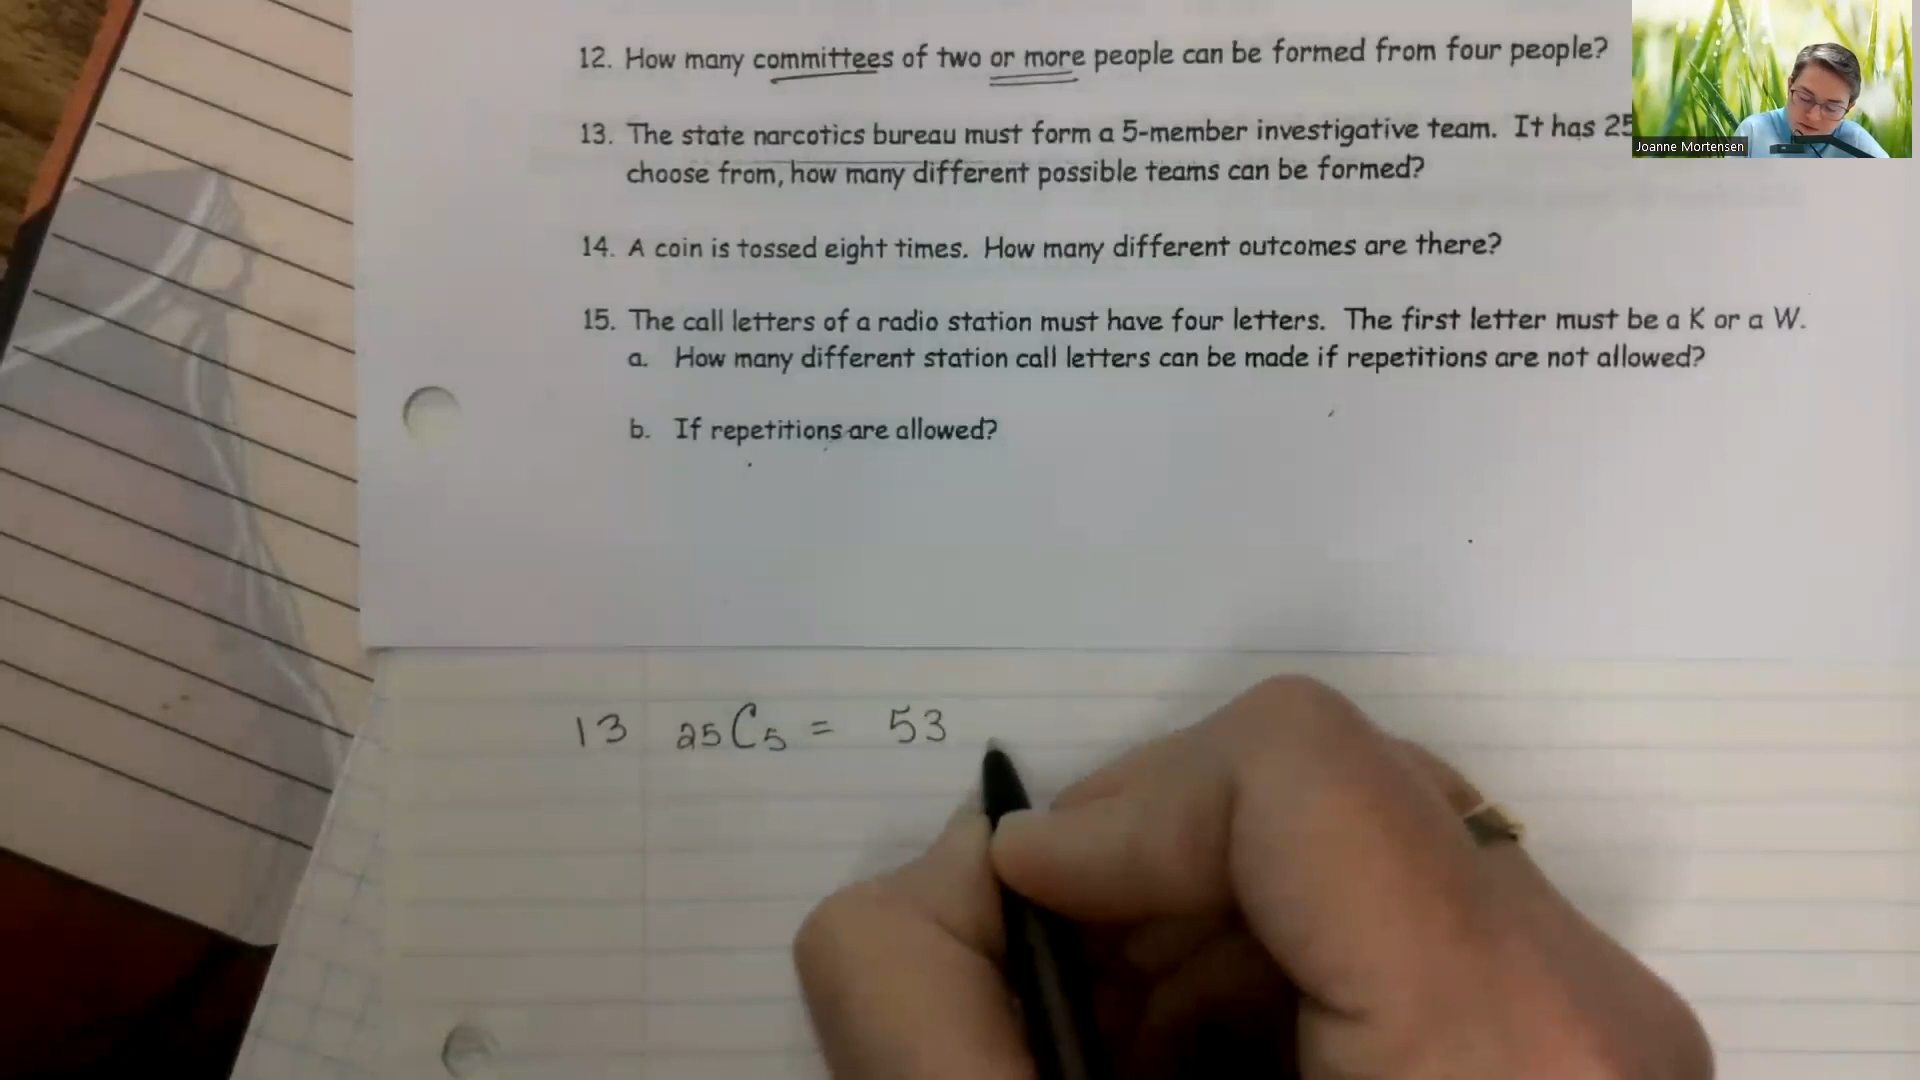 12. How many committees of two or more people can be formed from four people?
13. The state narcotics bureau must form a 5-member investigative team. It has 25
choose from, how many different possible teams can be formed?
14. A coin is tossed eight times. How many different outcomes are there?
15. The call letters of a radio station must have four letters. The first letter must be a K or a W.
a. How many different station call letters can be made if repetitions are not allowed?
b. If repetitions are allowed?
13 25C5 = 53
Joanne Mortensen